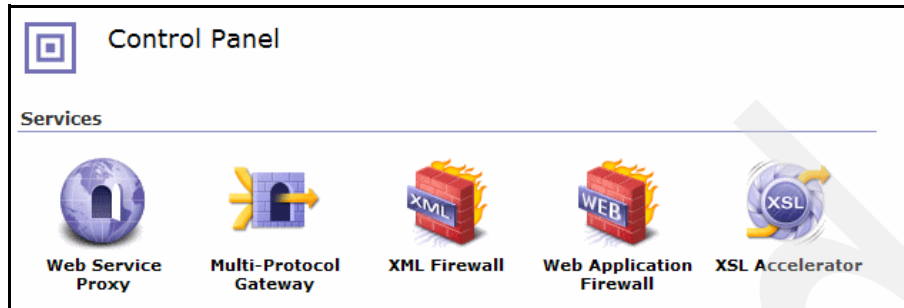 Control Panel
Services
XML
WEB
XSL
Web Service
Proxy
Multi-Protocol
Gateway
XML Firewall
Web Application
Firewall
XSL Accelerator